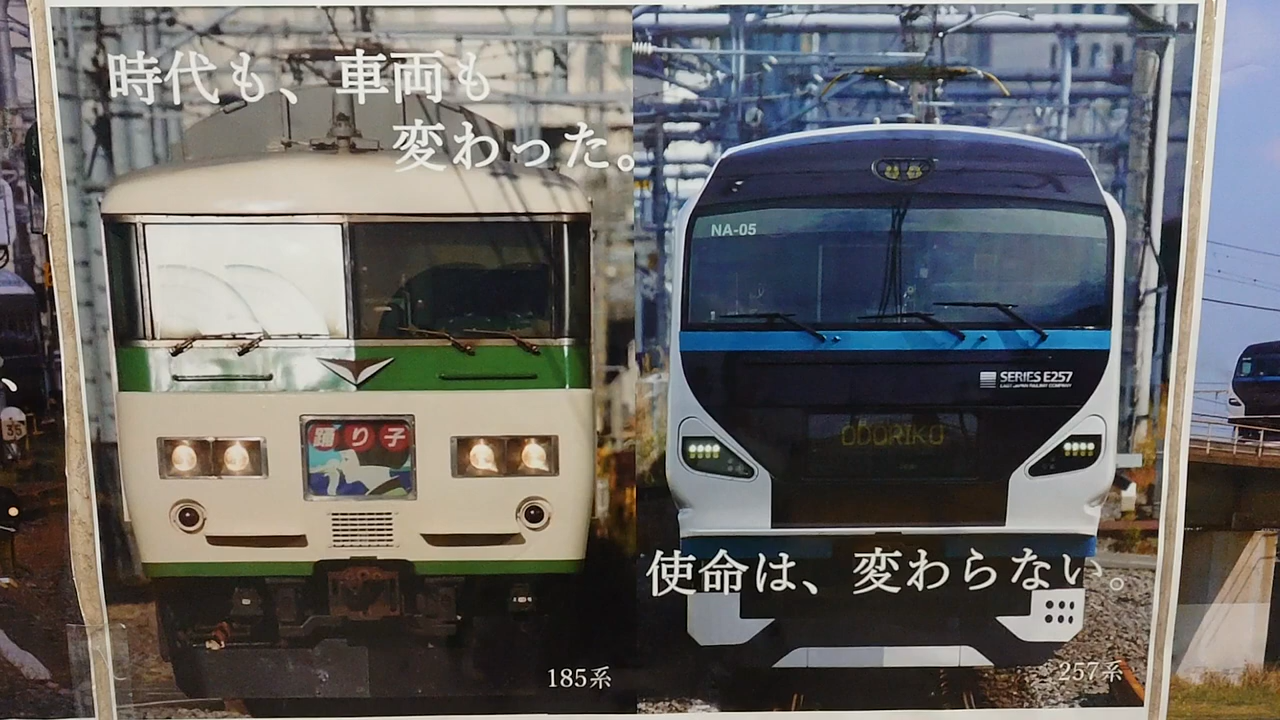 時代も、車両も
変わった。
NA-05
SERIES E257
EAST JAPAN RAILWAY COMPANY
踊り子
ODORIKO
使命は、変わらない。
185系
257系
35